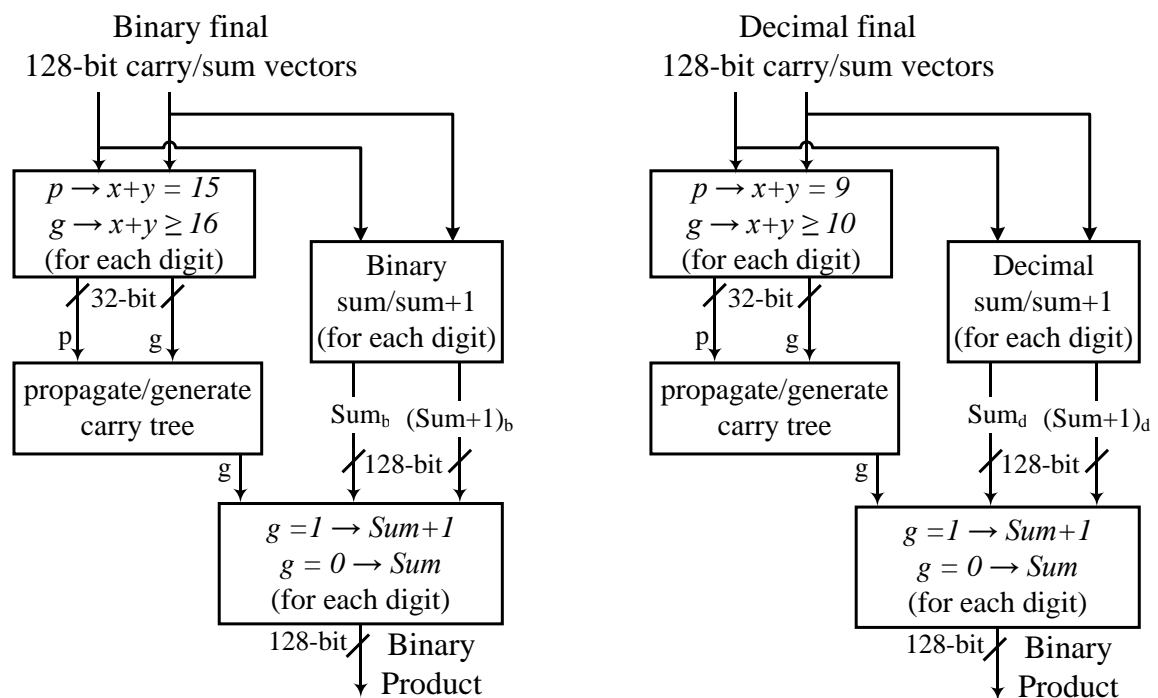 Binary final
128-bit carry/sum vectors
p → x+y = 15
g → x+y ≥ 16
(for each digit)
32-bit
p
g
Binary
sum/sum+1
(for each digit)
propagate/generate
carry tree
Sumb
(Sum+1)b
g
128-bit
g =1 → Sum+1
g = 0 → Sum
(for each digit)
128-bit
Binary
Product
Decimal final
128-bit carry/sum vectors
p → x+y = 9
g → x+y ≥ 10
(for each digit)
32-bit
p
g
Decimal
sum/sum+1
(for each digit)
propagate/generate
carry tree
Sumd
(Sum+1)d
g
128-bit
g =1 → Sum+1
g = 0 → Sum
(for each digit)
128-bit
Binary
Product